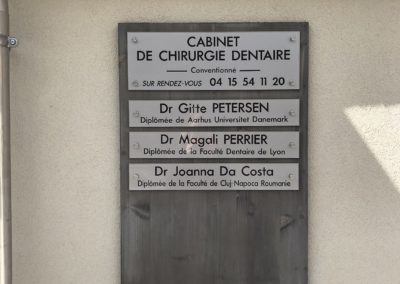 CABINET
DE CHIRURGIE DENTAIRE
Conventionné
SUR RENDEZ-VOUS 04 15 54 11 20
Dr Gitte PETERSEN
Diplômée de Aarhus Universitet Danemark
Dr Magali PERRIER
Diplômée de la Faculté Dentaire de Lyon
Dr Joanna Da Costa
Diplômée de la Faculté de Cluj-Napoca Roumanie